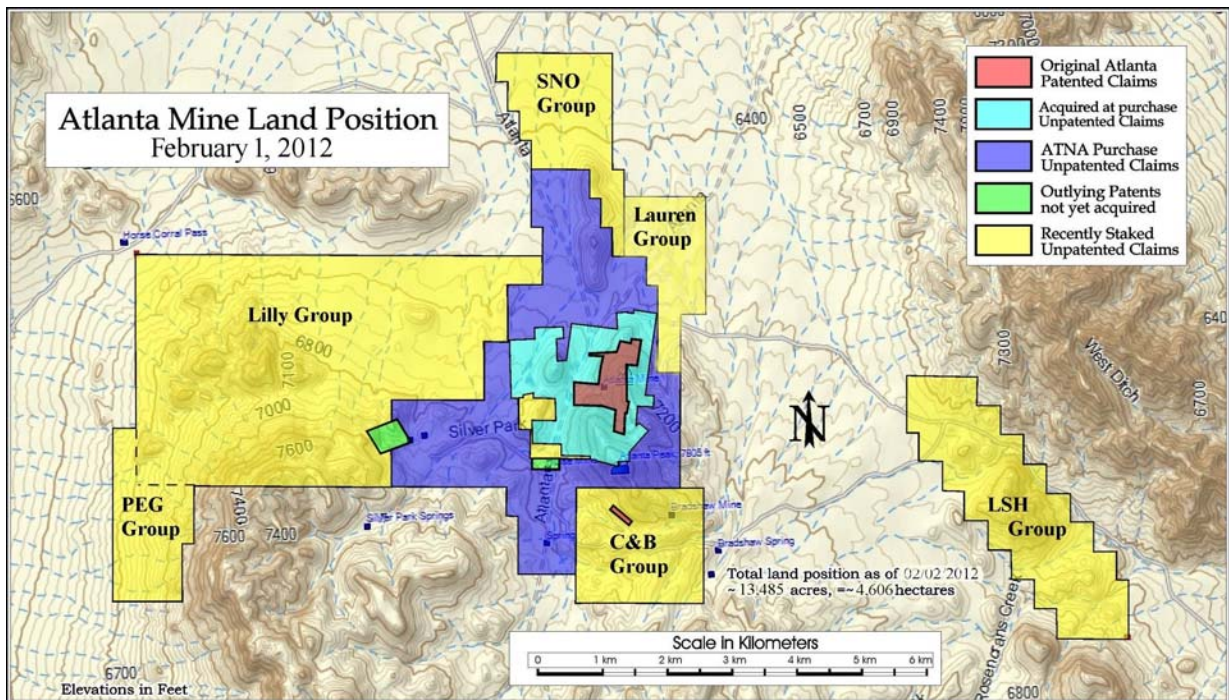 Atlanta Mine Land Position
February 1, 2012
Original Atlanta
Patented Claims
Acquired at purchase
Unpatented Claims
ATNA Purchase
Unpatented Claims
Outlying Patents
not yet acquired
Recently Staked
Unpatented Claims
SNO
Group
Atlanta
6400
6500
6700
6900
7400
6600
Horse Corral Pass
Lauren
Group
Lilly Group
6800
7100
7000
7600
7300
West Ditch
6700
7200
Silver Park
Atlanta
N
PEG
Group
7400
7600
7400
Silver Park Springs
Bradshaw Mine
C&B
Group
Bradshaw Spring
LSH
Group
Total land position as of 02/02/2012
~ 13,485 acres, =~ 4,606 hectares
Scale in Kilometers
0 1 km 2 km 3 km 4 km 5 km 6 km
6700
Elevations in Feet
6800